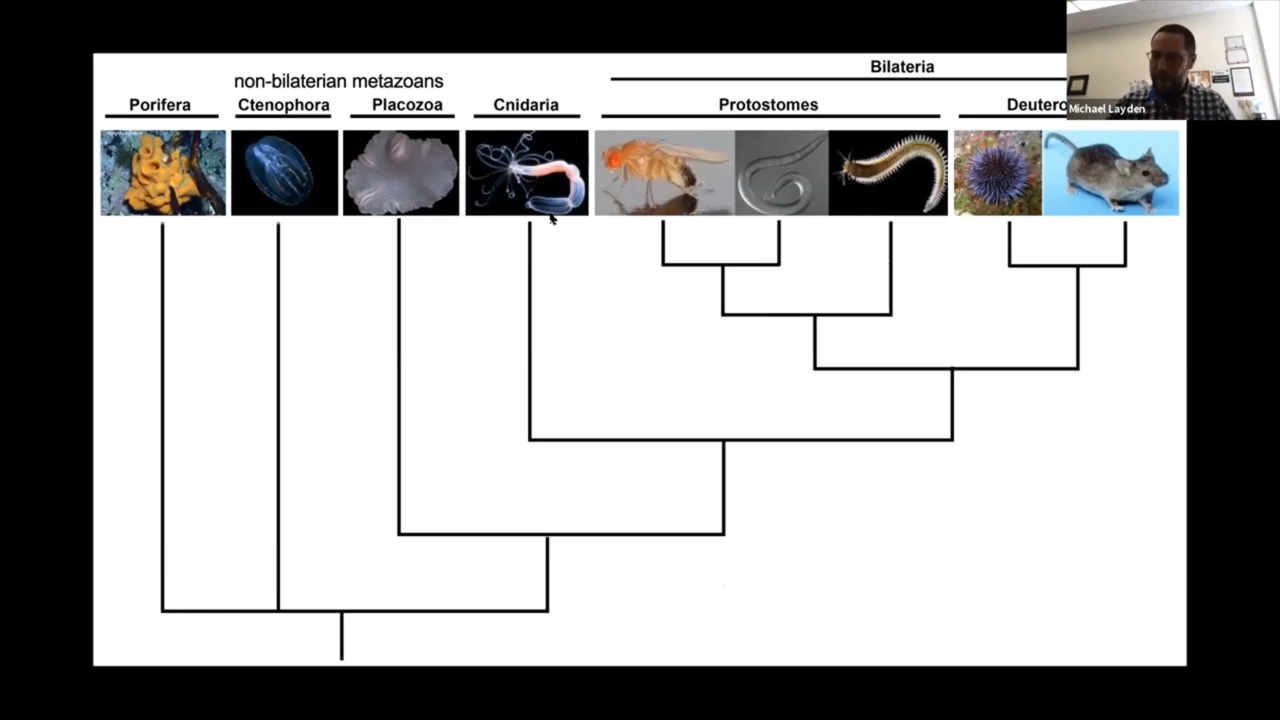 Bilateria
non-bilaterian metazoans
Porifera Ctenophora Placozoa Cnidaria Protostomes Deutero
Michael Layden